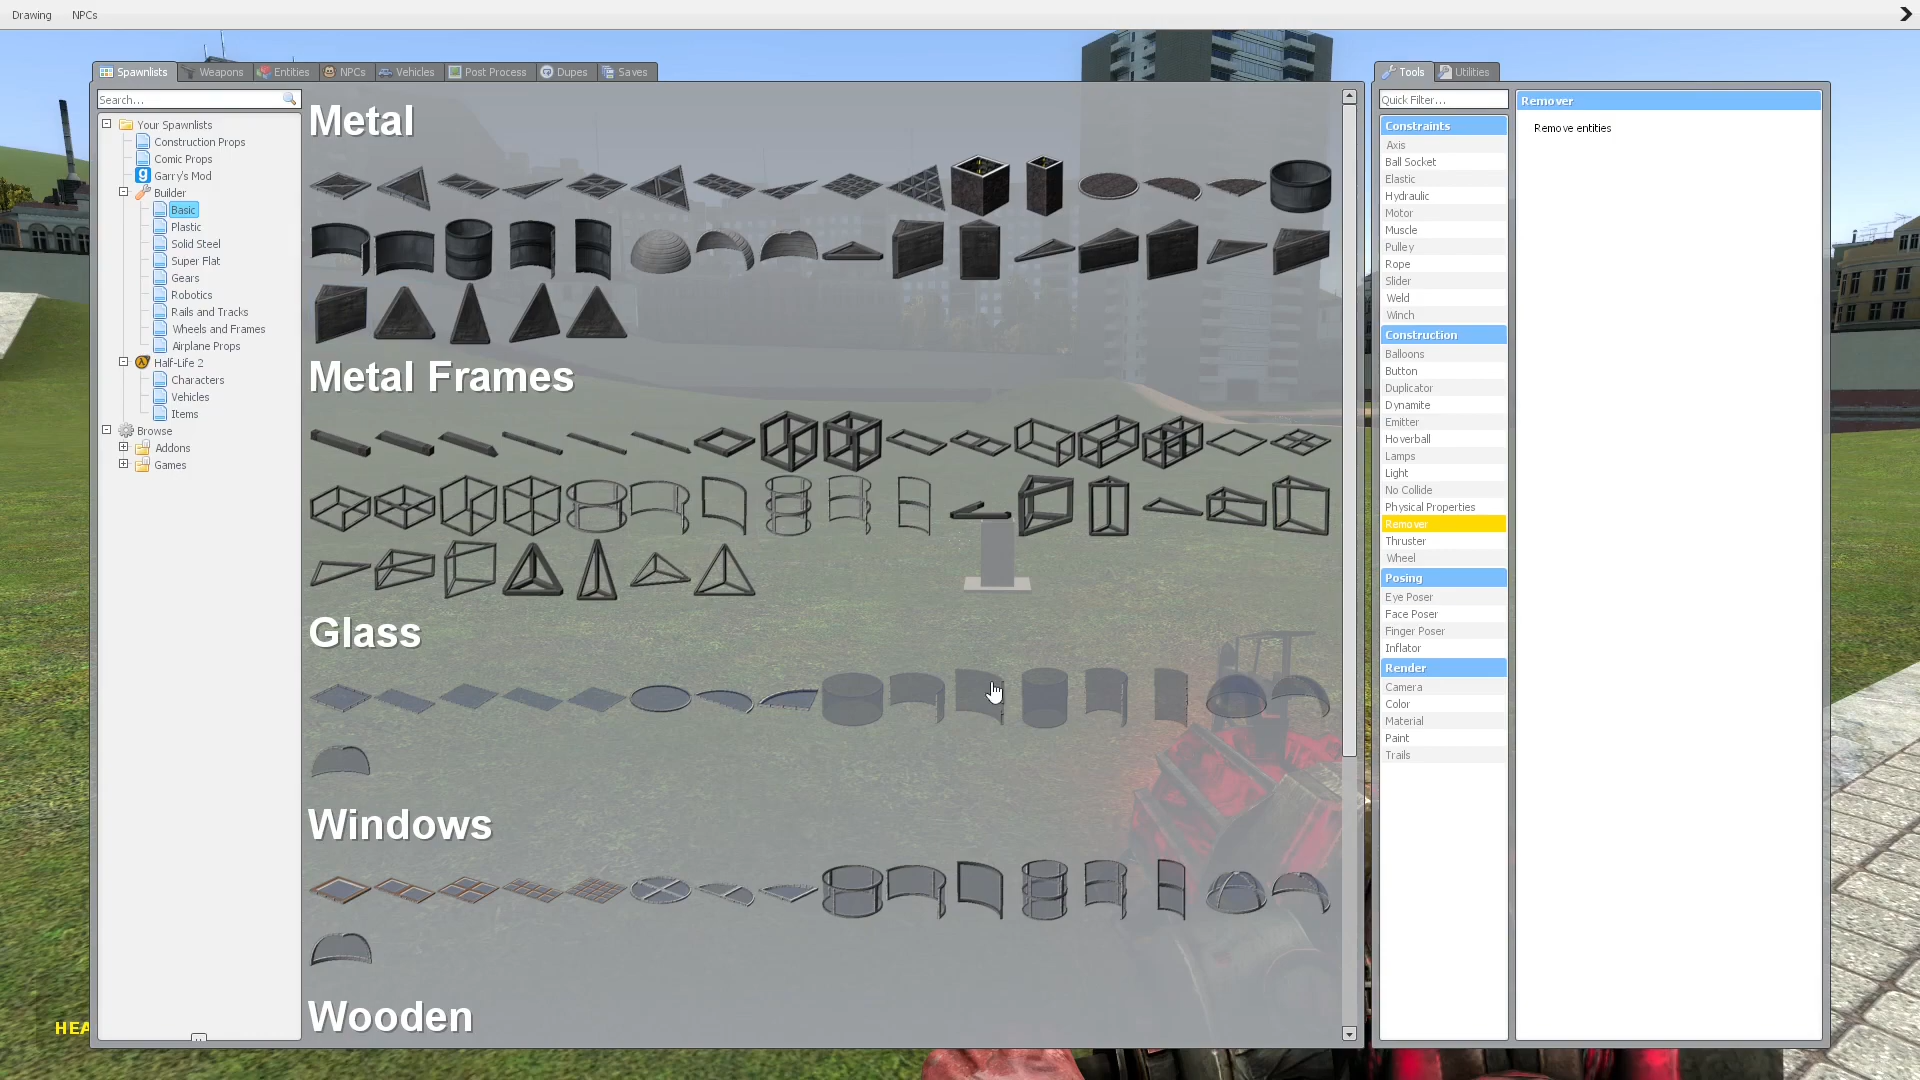 Drawing NPCs
Spawnlists Weapons Entities NPCs Vehicles Post Process Dupes Saves
Search...
Your Spawnlists
Construction Props
Comic Props
Garry's Mod
Builder
Basic
Plastic
Solid Steel
Super Flat
Gears
Robotics
Rails and Tracks
Wheels and Frames
Airplane Props
Half-Life 2
Characters
Vehicles
Items
Browse
Addons
Games
Metal
Metal Frames
Glass
Windows
Wooden
HEA
Tools Utilities
Quick Filter...
Constraints
Axis
Ball Socket
Elastic
Hydraulic
Motor
Muscle
Pulley
Rope
Slider
Weld
Winch
Construction
Balloons
Button
Duplicator
Dynamite
Emitter
Hoverball
Lamps
Light
No Collide
Physical Properties
Remover
Thruster
Wheel
Posing
Eye Poser
Face Poser
Finger Poser
Inflator
Render
Camera
Color
Material
Paint
Trails
Remover
Remove entities